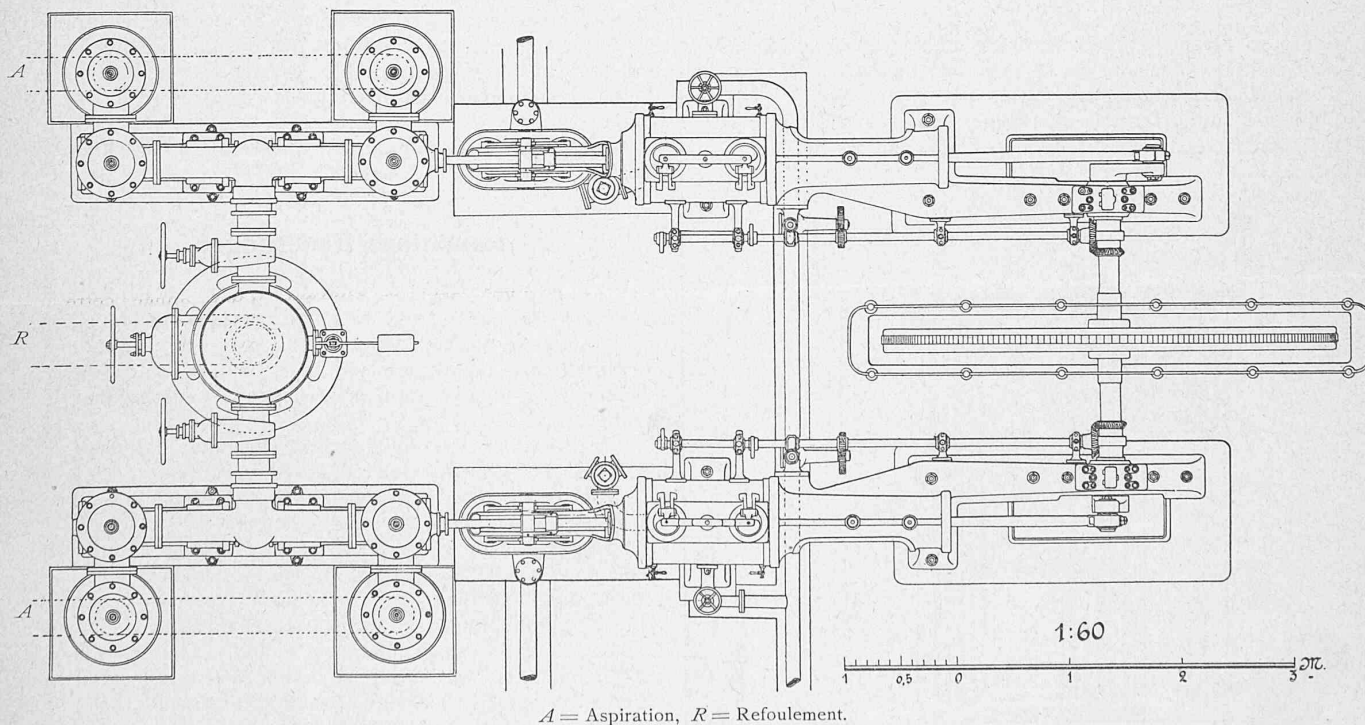 A
R
A
1:60
1 0,5 0 1 2 3 M.
A = Aspiration, R = Refoulement.